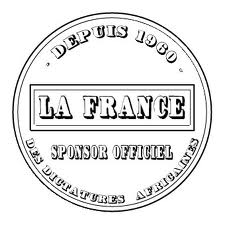 · DEPUIS 1960 ·
LA FRANCE
SPONSOR OFFICIEL
DES DICTATURES AFRICAINES